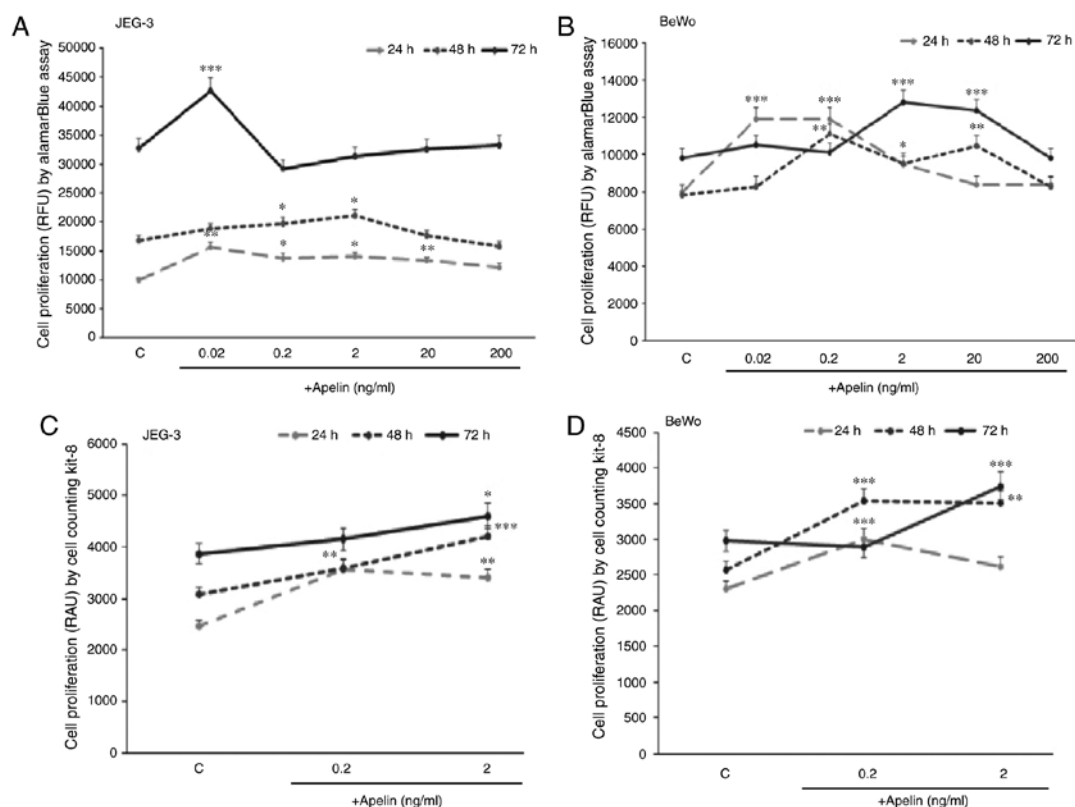 A
JEG-3
24 h 48 h 72 h
Cell proliferation (RFU) by alamarBlue assay
50000
45000
40000
35000
30000
25000
20000
15000
10000
5000
0
***
**
*
*
*
*
**
C 0.02 0.2 2 20 200
+Apelin (ng/ml)
B
BeWo
24 h 48 h 72 h
Cell proliferation (RFU) by alamarBlue assay
16000
14000
12000
10000
8000
6000
4000
2000
0
***
***
**
***
*
***
**
C 0.02 0.2 2 20 200
+Apelin (ng/ml)
C
JEG-3
24 h 48 h 72 h
Cell proliferation (RAU) by cell counting kit-8
6000
5000
4000
3000
2000
1000
0
**
*
***
**
C 0.2 2
+Apelin (ng/ml)
D
BeWo
24 h 48 h 72 h
Cell proliferation (RAU) by cell counting kit-8
4500
4000
3500
3000
2500
2000
1500
1000
500
0
***
***
***
**
C 0.2 2
+Apelin (ng/ml)